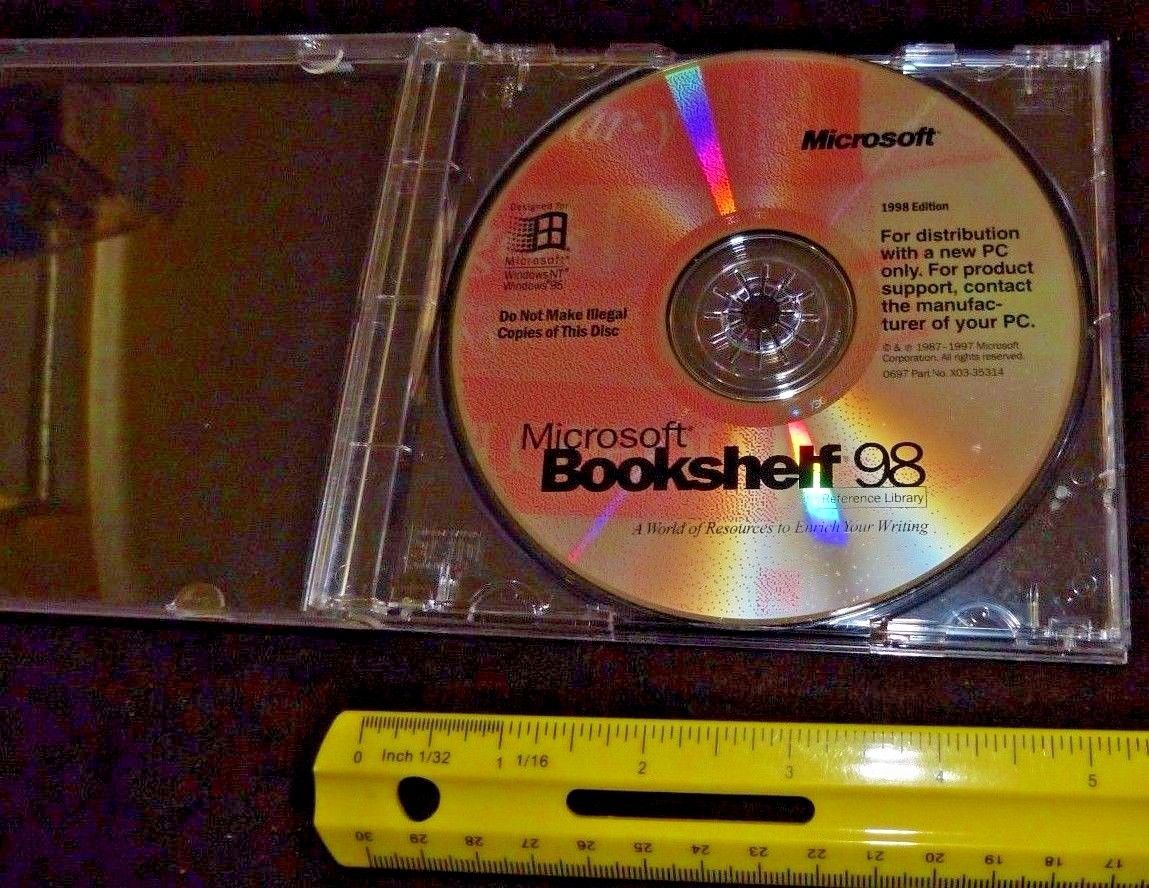 Microsoft
Designed for
Microsoft®
Windows NT®
Windows®95
Do Not Make Illegal
Copies of This Disc
1998 Edition
For distribution
with a new PC
only. For product
support, contact
the manufac-
turer of your PC.
© & ℗ 1987-1997 Microsoft
Corporation. All rights reserved.
0697 Part No. X03-35314
Microsoft®
Bookshelf 98
Reference Library
A World of Resources to Enrich Your Writing
0 Inch 1/32 1 1/16 2 3 4 5
30 29 28 27 26 25 24 23 22 21 20 19 18 17